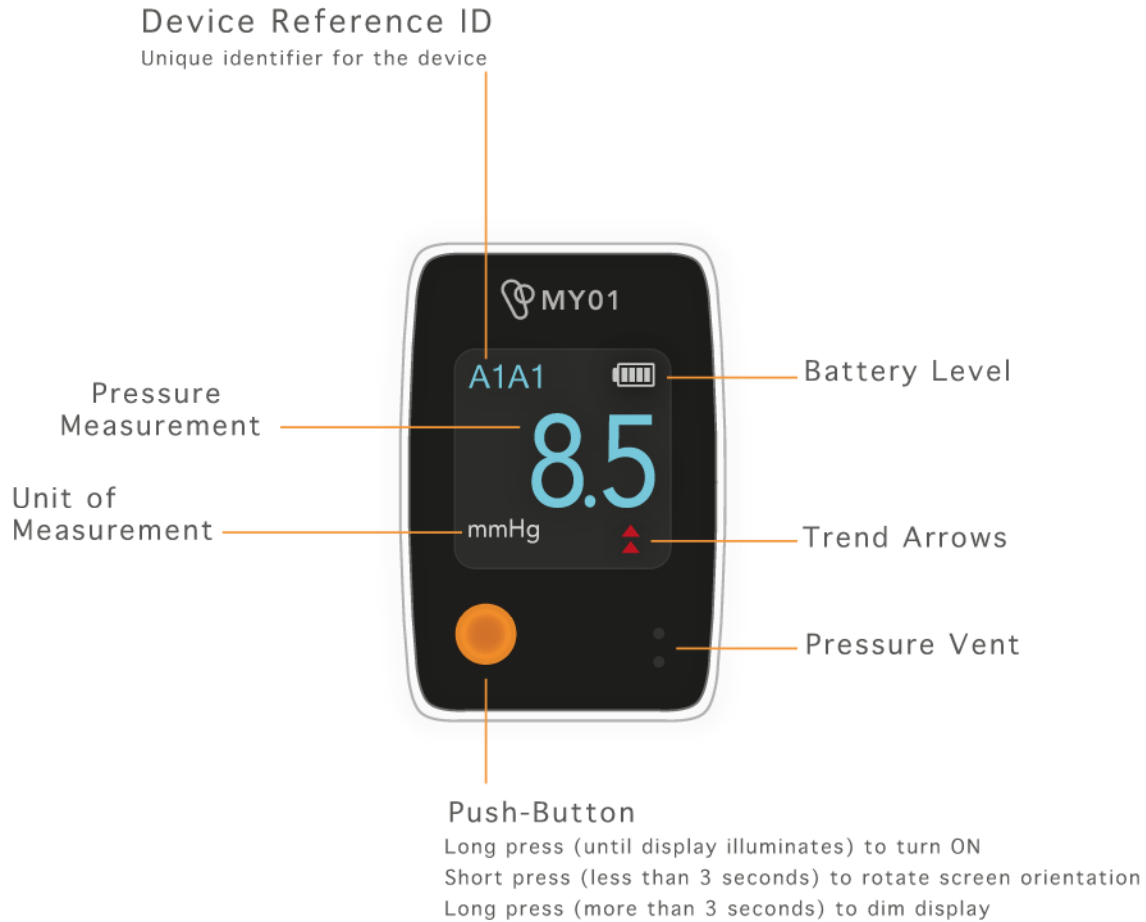 Device Reference ID
Unique identifier for the device
MY01
A1A1
Battery Level
Pressure
Measurement
8.5
Unit of
Measurement
mmHg
Trend Arrows
Pressure Vent
Push-Button
Long press (until display illuminates) to turn ON
Short press (less than 3 seconds) to rotate screen orientation
Long press (more than 3 seconds) to dim display